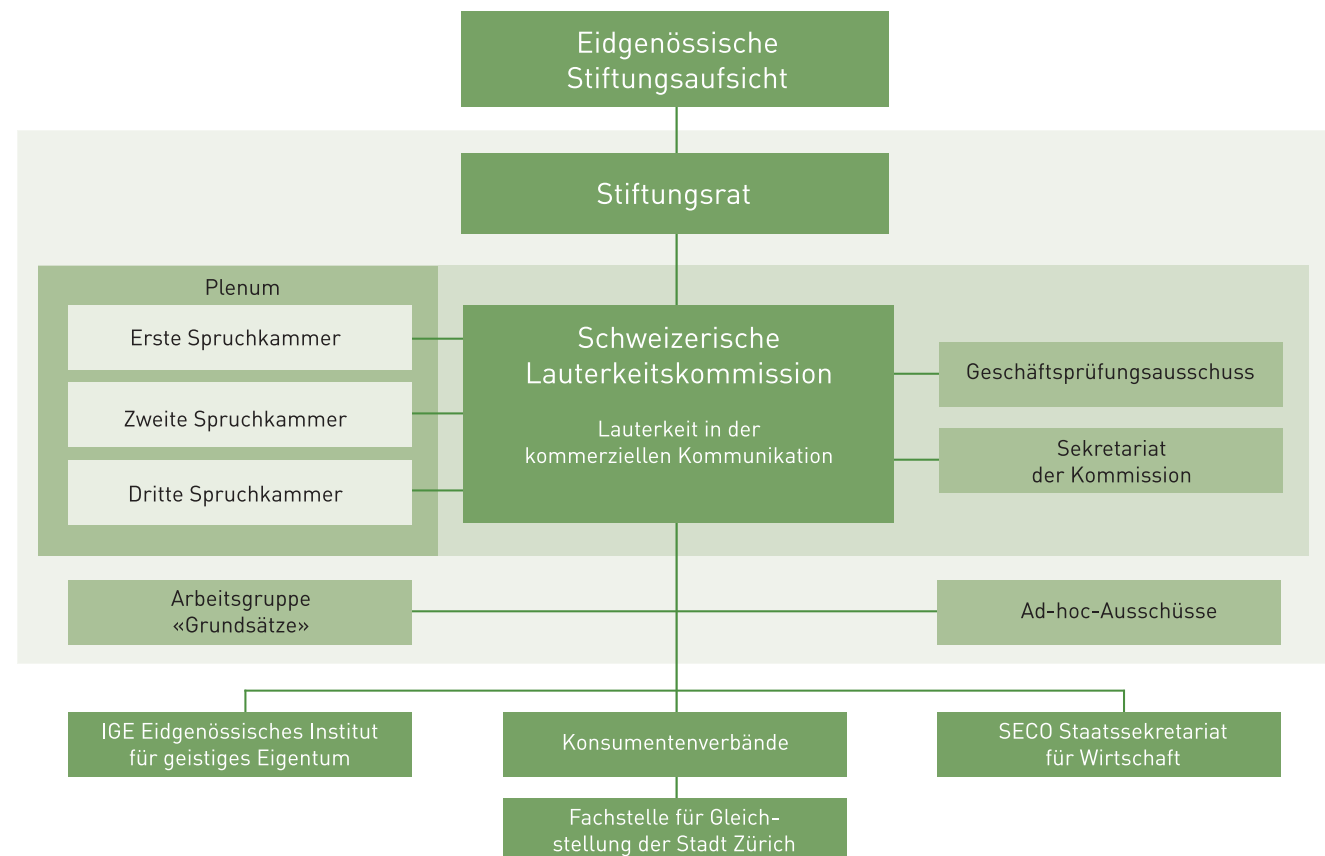 Eidgenössische
Stiftungsaufsicht
Stiftungsrat
Plenum
Erste Spruchkammer
Zweite Spruchkammer
Dritte Spruchkammer
Schweizerische
Lauterkeitskommission
Lauterkeit in der
kommerziellen Kommunikation
Geschäftsprüfungsausschuss
Sekretariat
der Kommission
Arbeitsgruppe
«Grundsätze»
Ad-hoc-Ausschüsse
IGE Eidgenössisches Institut
für geistiges Eigentum
Konsumentenverbände
SECO Staatssekretariat
für Wirtschaft
Fachstelle für Gleich-
stellung der Stadt Zürich